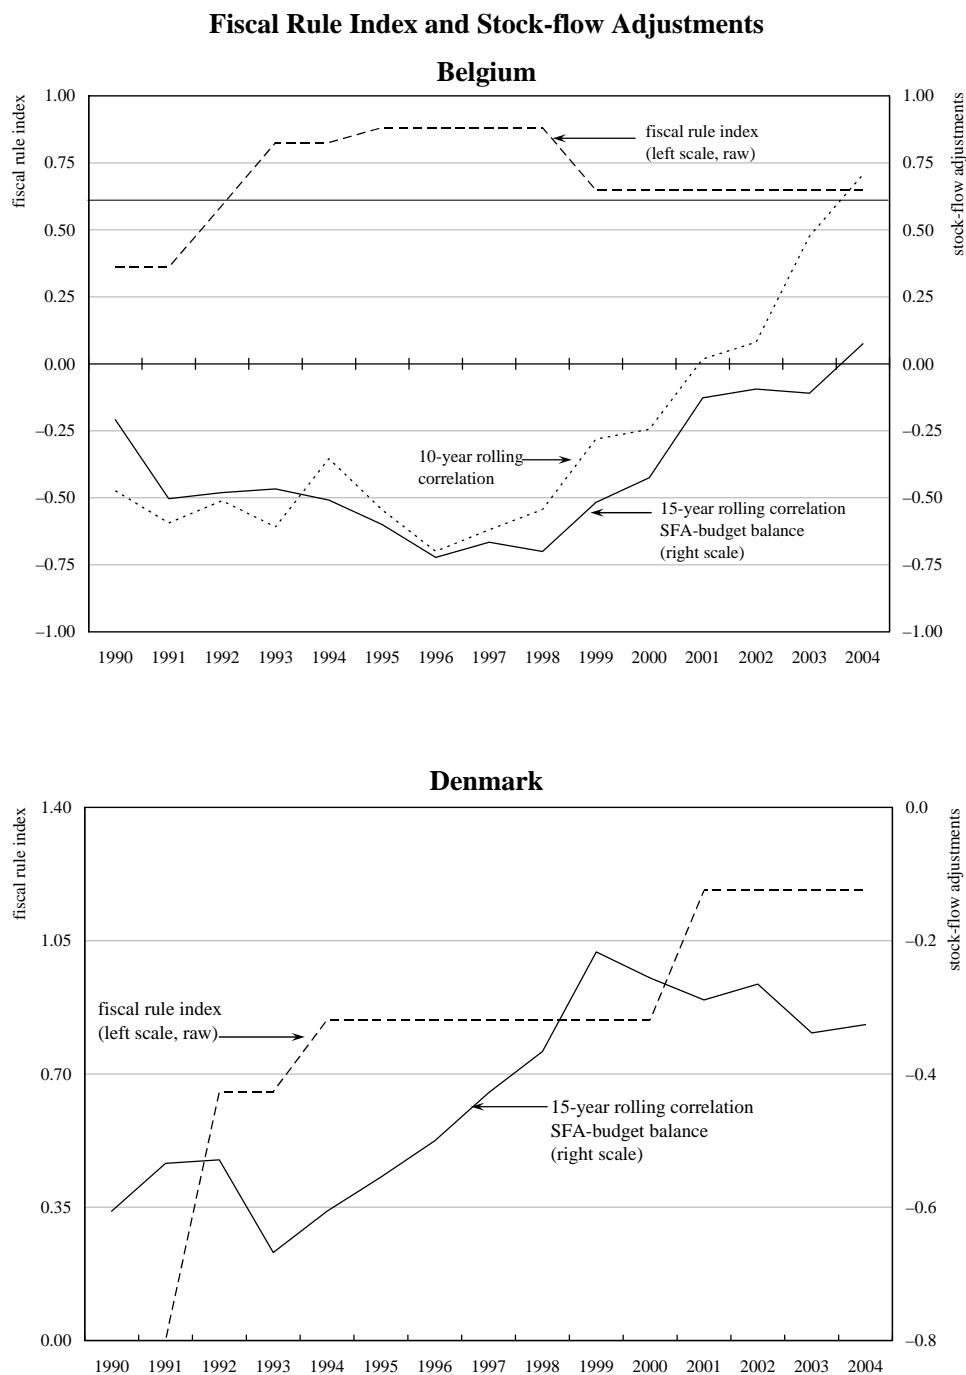 Fiscal Rule Index and Stock-flow Adjustments
Belgium
fiscal rule index
stock-flow adjustments
1.00 1.00
0.75 0.75
0.50 0.50
0.25 0.25
0.00 0.00
–0.25 –0.25
–0.50 –0.50
–0.75 –0.75
–1.00 –1.00
fiscal rule index
(left scale, raw)
10-year rolling
correlation
15-year rolling correlation
SFA-budget balance
(right scale)
1990 1991 1992 1993 1994 1995 1996 1997 1998 1999 2000 2001 2002 2003 2004
Denmark
fiscal rule index
stock-flow adjustments
1.40 0.0
1.05 –0.2
0.70 –0.4
0.35 –0.6
0.00 –0.8
fiscal rule index
(left scale, raw)
15-year rolling correlation
SFA-budget balance
(right scale)
1990 1991 1992 1993 1994 1995 1996 1997 1998 1999 2000 2001 2002 2003 2004